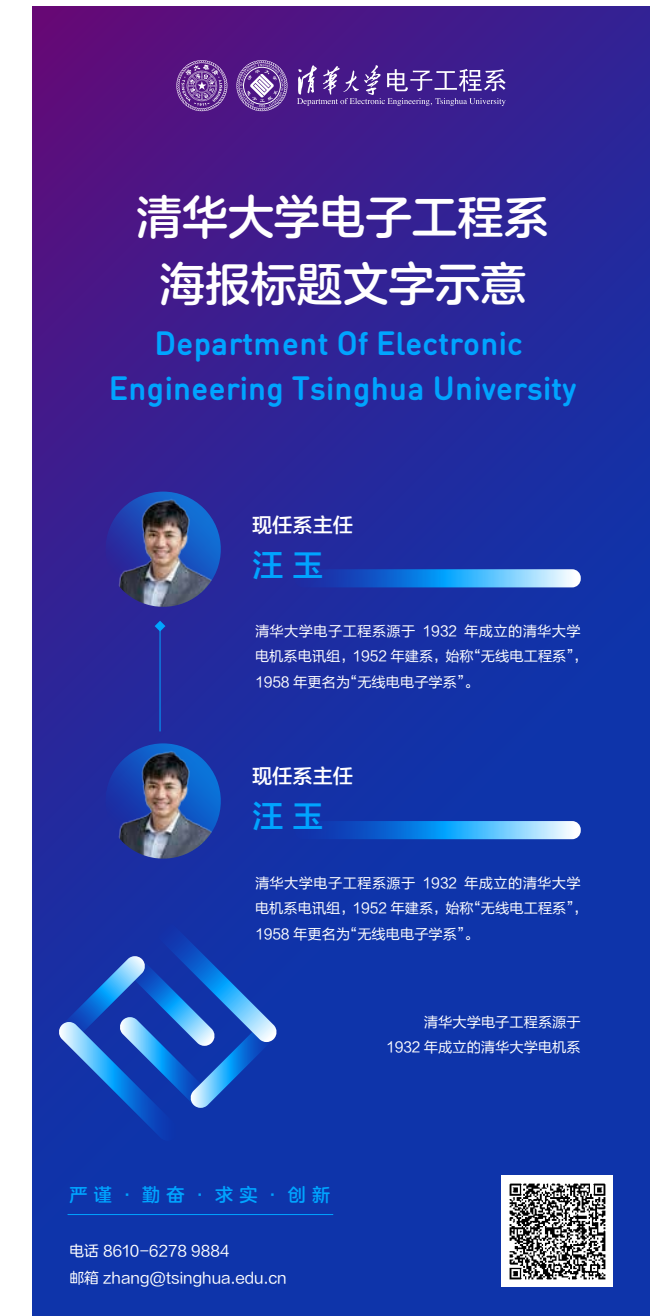 清华大学电子工程系
Department of Electronic Engineering, Tsinghua University
清华大学电子工程系
海报标题文字示意
Department Of Electronic
Engineering Tsinghua University
现任系主任
汪 玉
清华大学电子工程系源于 1932 年成立的清华大学
电机系电讯组，1952 年建系，始称“无线电工程系”，
1958 年更名为“无线电电子学系”。
现任系主任
汪 玉
清华大学电子工程系源于 1932 年成立的清华大学
电机系电讯组，1952 年建系，始称“无线电工程系”，
1958 年更名为“无线电电子学系”。
清华大学电子工程系源于
1932 年成立的清华大学电机系
严 谨 · 勤 奋 · 求 实 · 创 新
电话 8610-6278 9884
邮箱 zhang@tsinghua.edu.cn